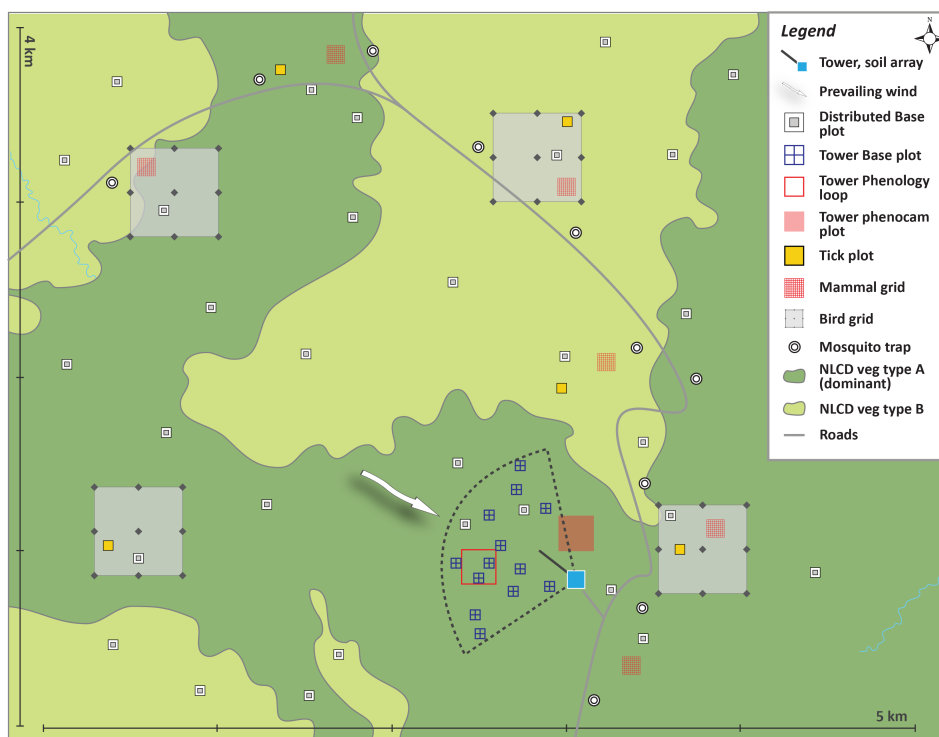 4 km
Legend
N
Tower, soil array
Prevailing wind
Distributed Base
plot
Tower Base plot
Tower Phenology
loop
Tower phenocam
plot
Tick plot
Mammal grid
Bird grid
Mosquito trap
NLCD veg type A
(dominant)
NLCD veg type B
Roads
5 km